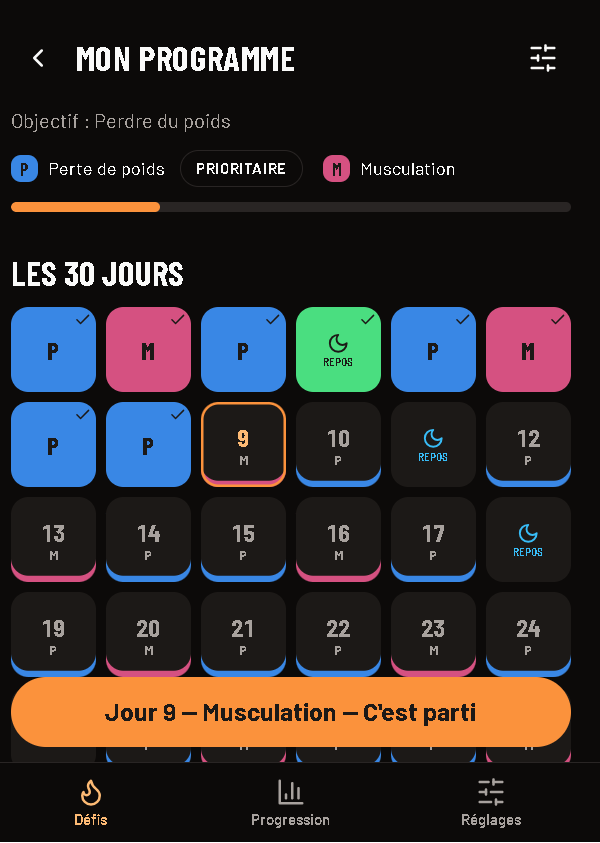 MON PROGRAMME
Objectif : Perdre du poids
P Perte de poids PRIORITAIRE M Musculation
LES 30 JOURS
P M P REPOS P M
P P 9 M 10 P REPOS 12 P
13 M 14 P 15 P 16 M 17 P REPOS
19 P 20 M 21 P 22 P 23 M 24 P
Jour 9 – Musculation – C'est parti
Défis Progression Réglages